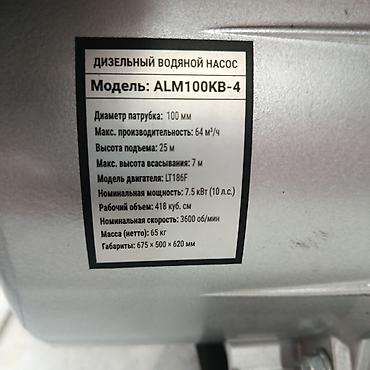 ДИЗЕЛЬНЫЙ ВОДЯНОЙ НАСОС
Модель: ALM100KB-4
Диаметр патрубка: 100 мм
Макс. производительность: 64 м³/ч
Высота подъема: 25 м
Макс. высота всасывания: 7 м
Модель двигателя: LT186F
Номинальная мощность: 7.5 кВт (10 л.с.)
Рабочий объем: 418 куб. см
Номинальная скорость: 3600 об/мин
Масса (нетто): 65 кг
Габариты: 675 × 500 × 620 мм